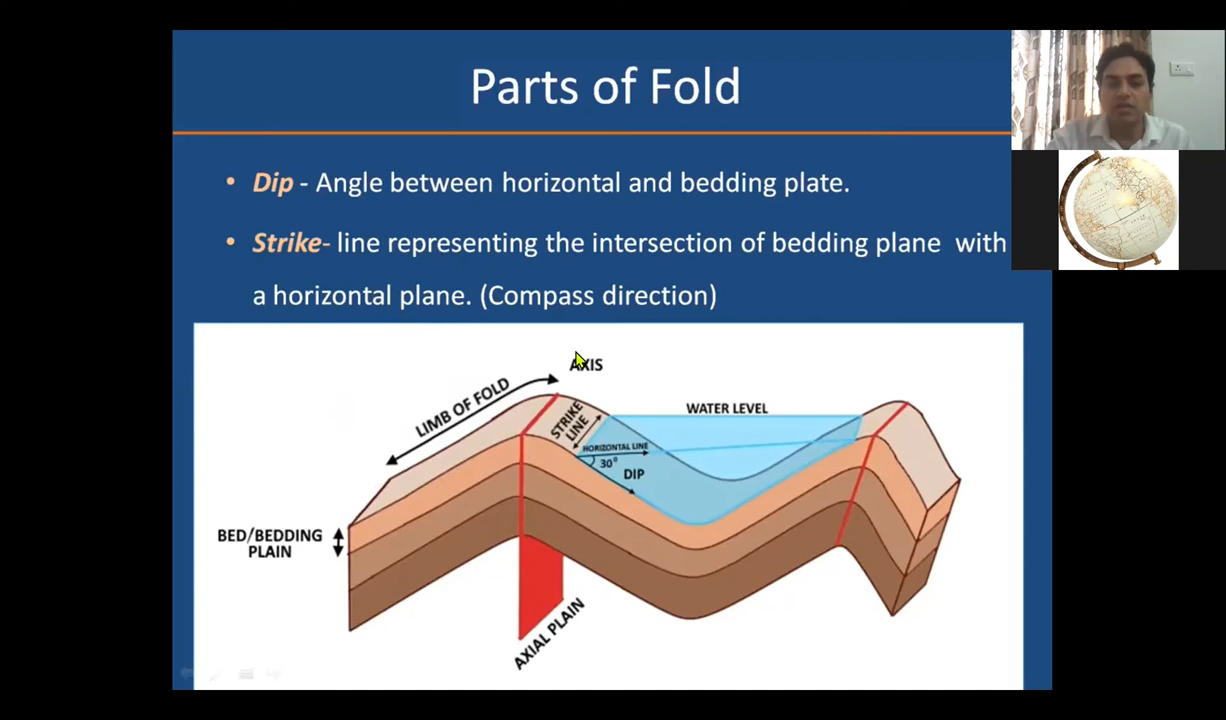 Parts of Fold
• Dip - Angle between horizontal and bedding plate.
• Strike- line representing the intersection of bedding plane with
a horizontal plane. (Compass direction)
AXIS
LIMB OF FOLD
STRIKE
LINE
WATER LEVEL
HORIZONTAL LINE
30°
DIP
BED/BEDDING
PLAIN
AXIAL PLAIN